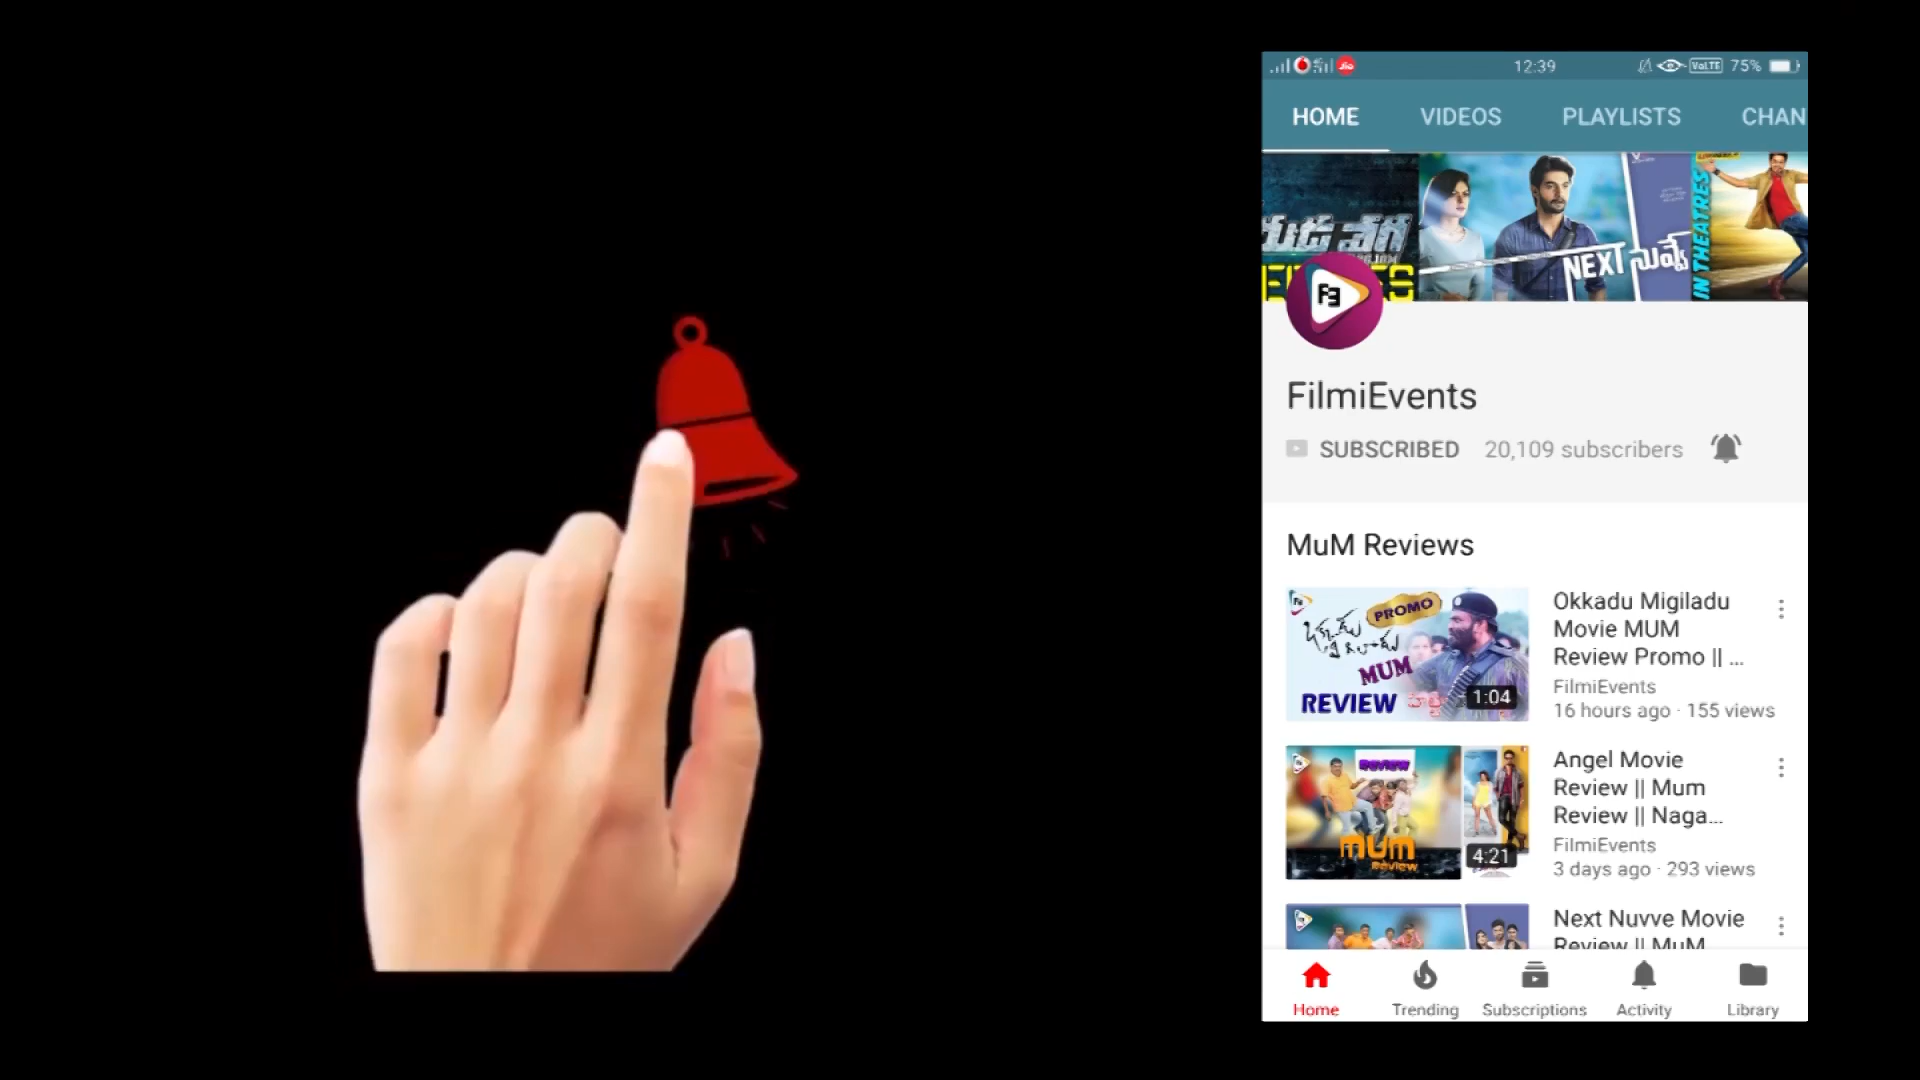 12:39
VoLTE 75%
HOME VIDEOS PLAYLISTS CHAN
NEXT నువ్వే
IN THEATRES
F3
FilmiEvents
SUBSCRIBED 20,109 subscribers
MuM Reviews
PROMO
MUM
REVIEW
1:04
Okkadu Migiladu
Movie MUM
Review Promo || ...
FilmiEvents
16 hours ago · 155 views
REVIEW
mum
Review
4:21
Angel Movie
Review || Mum
Review || Naga...
FilmiEvents
3 days ago · 293 views
Next Nuvve Movie
Review || MuM
Home Trending Subscriptions Activity Library